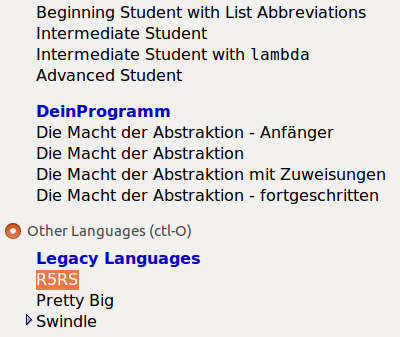 Beginning Student with List Abbreviations
Intermediate Student
Intermediate Student with lambda
Advanced Student
DeinProgramm
Die Macht der Abstraktion - Anfänger
Die Macht der Abstraktion
Die Macht der Abstraktion mit Zuweisungen
Die Macht der Abstraktion - fortgeschritten
Other Languages (ctl-O)
Legacy Languages
R5RS
Pretty Big
Swindle